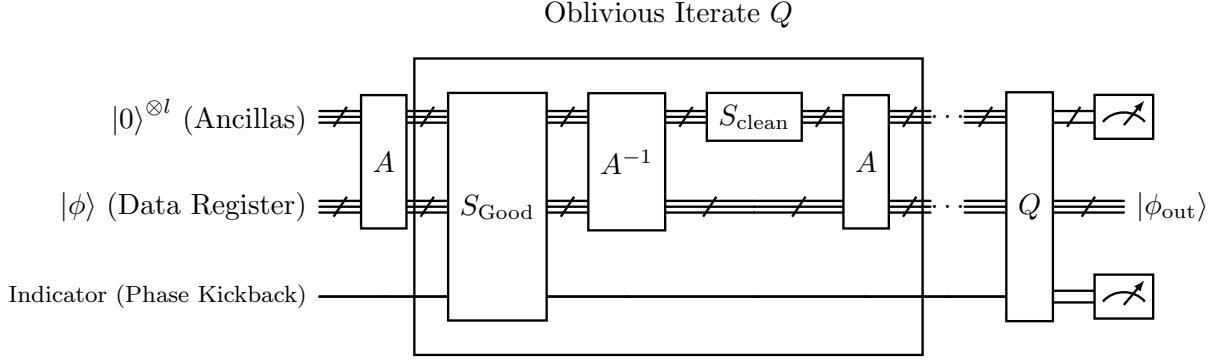 Oblivious Iterate Q
|0⟩^{⊗l} (Ancillas)
A
S_Good
A^{-1}
S_clean
A
···
|ϕ⟩ (Data Register)
···
Q
|ϕ_out⟩
Indicator (Phase Kickback)